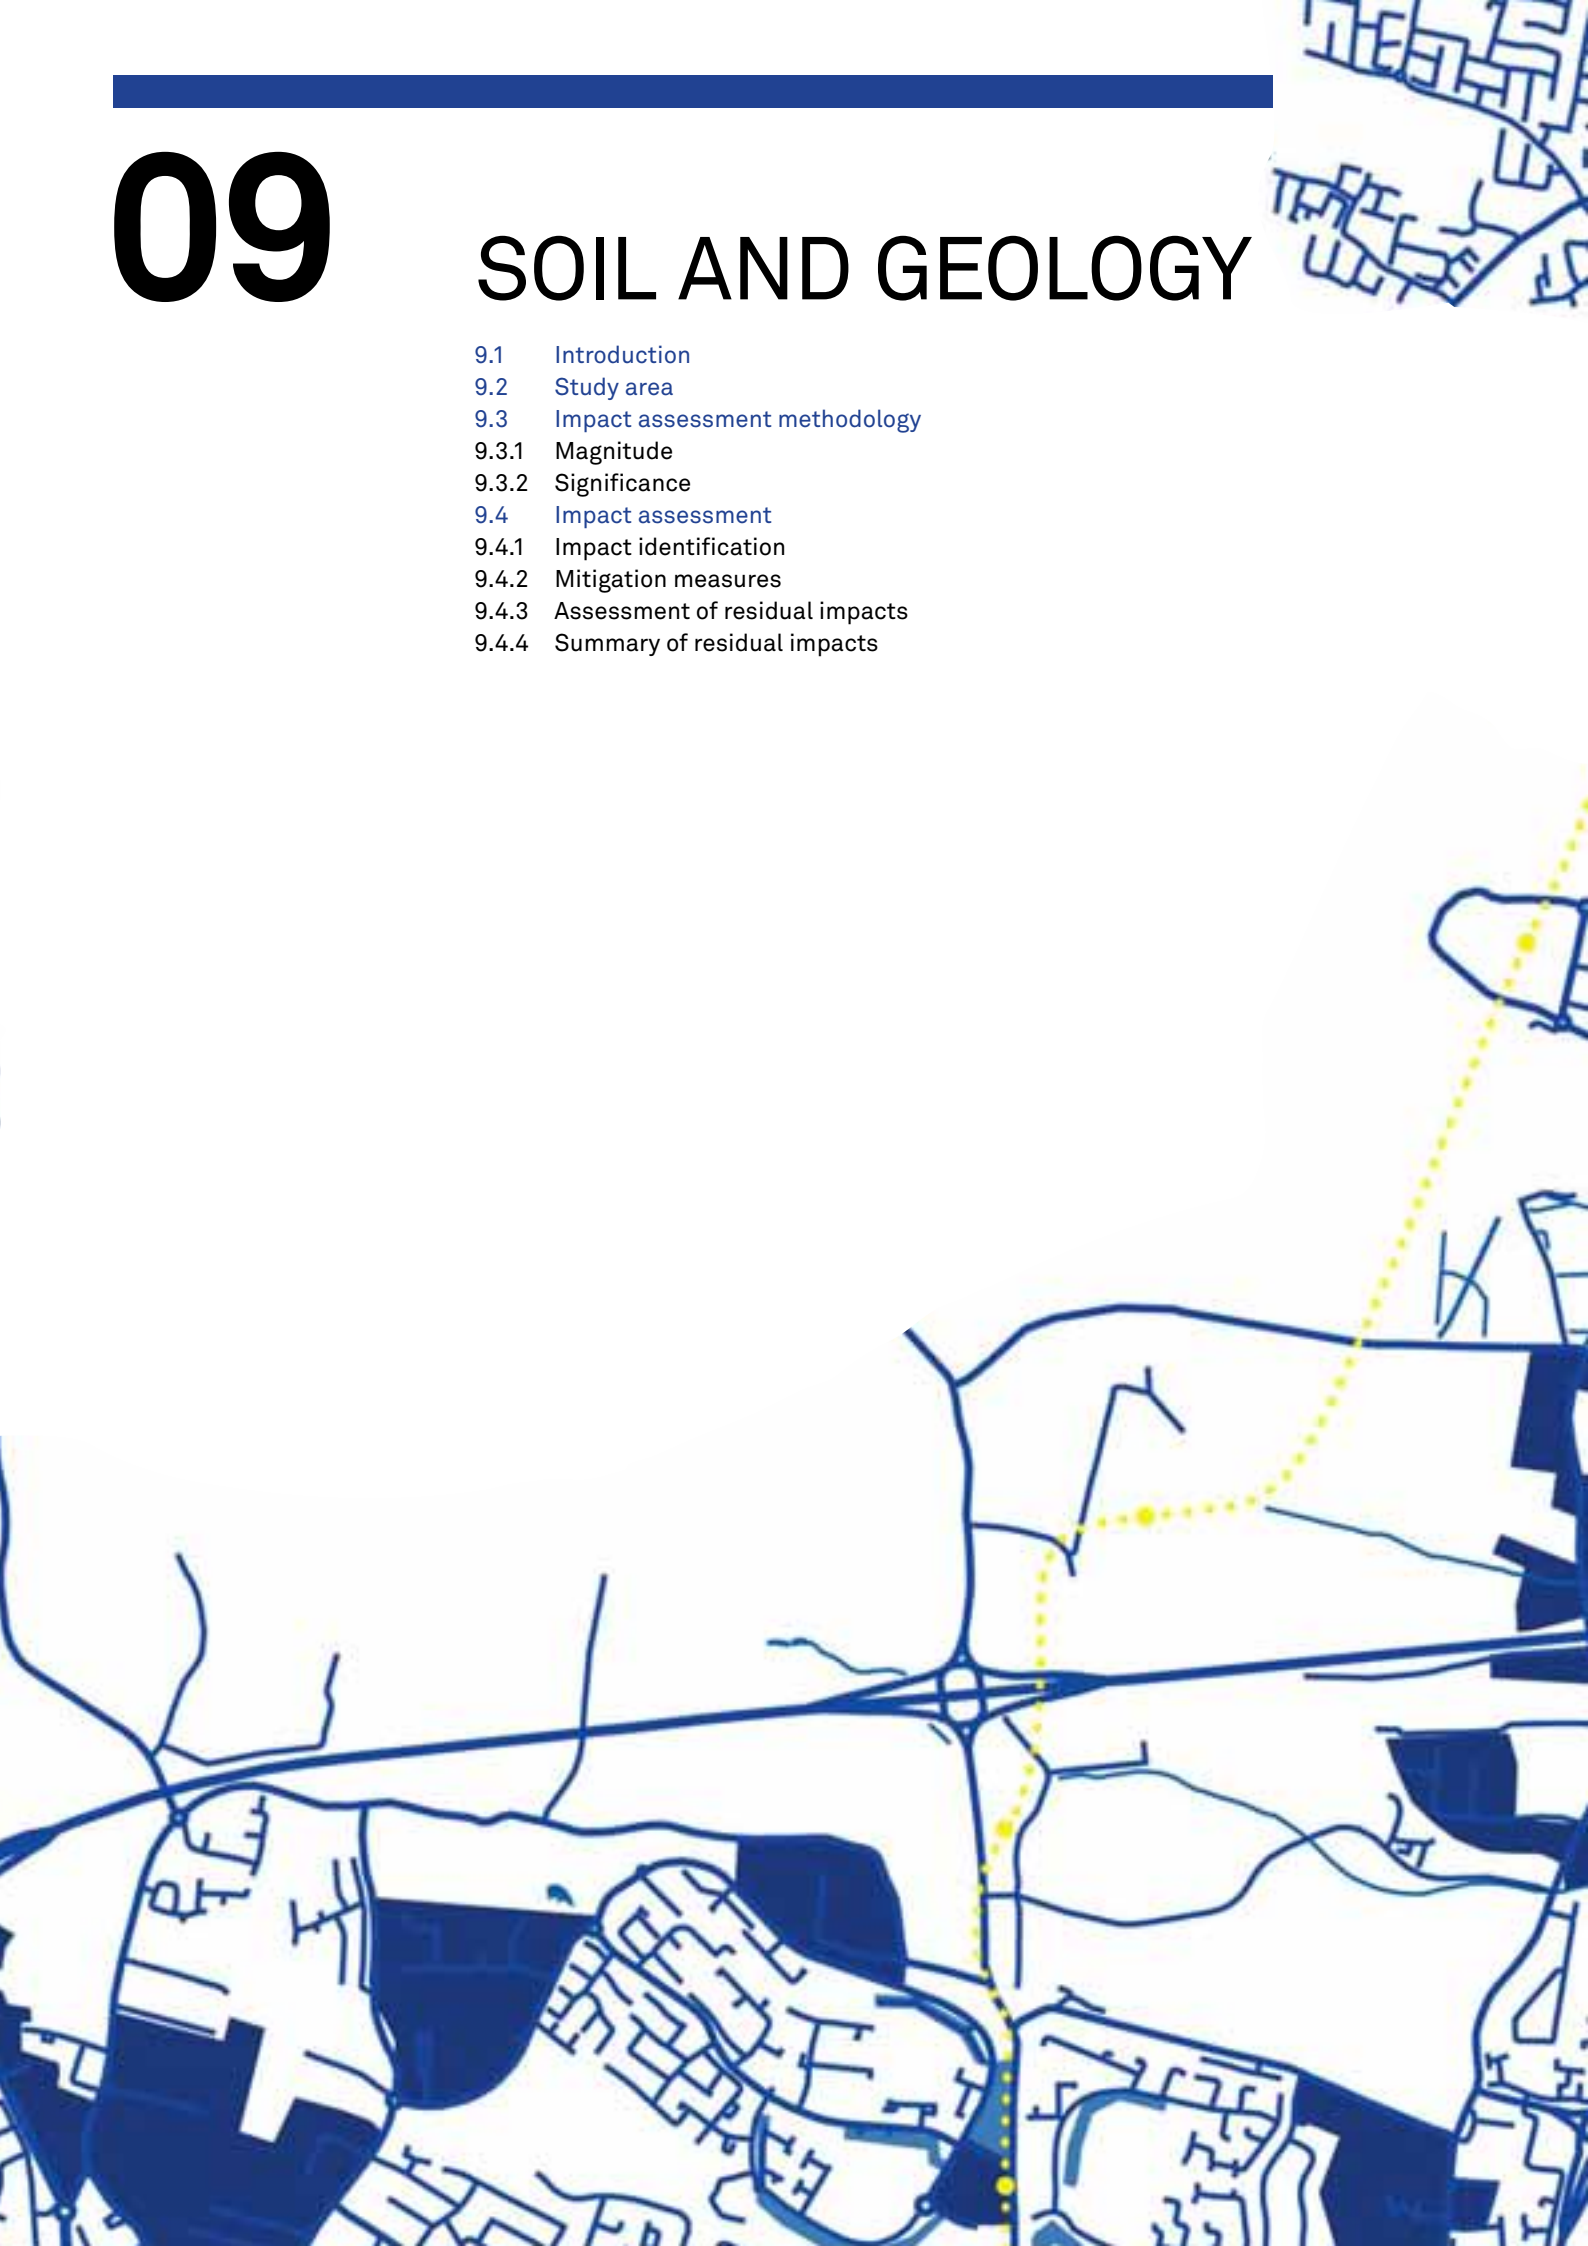 09
SOIL AND GEOLOGY
9.1 Introduction
9.2 Study area
9.3 Impact assessment methodology
9.3.1 Magnitude
9.3.2 Significance
9.4 Impact assessment
9.4.1 Impact identification
9.4.2 Mitigation measures
9.4.3 Assessment of residual impacts
9.4.4 Summary of residual impacts